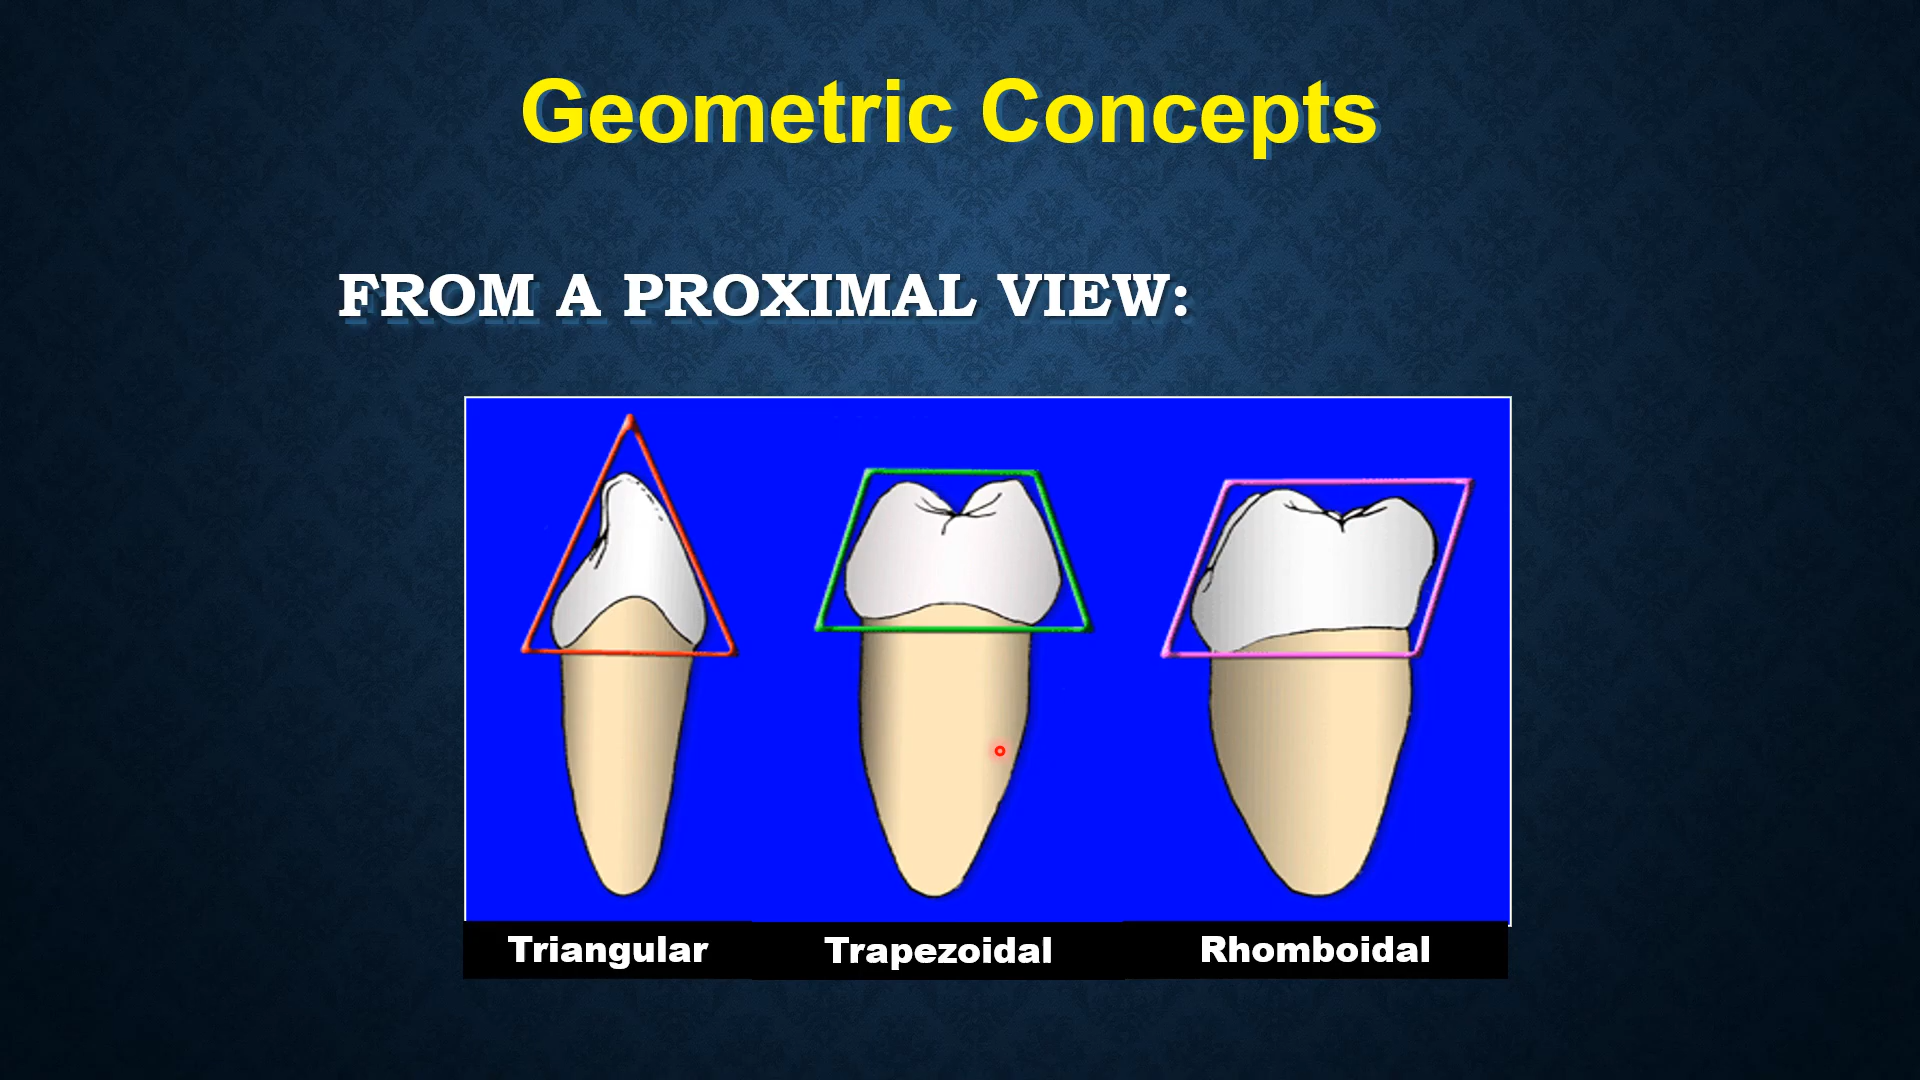 Geometric Concepts
FROM A PROXIMAL VIEW:
Triangular Trapezoidal Rhomboidal